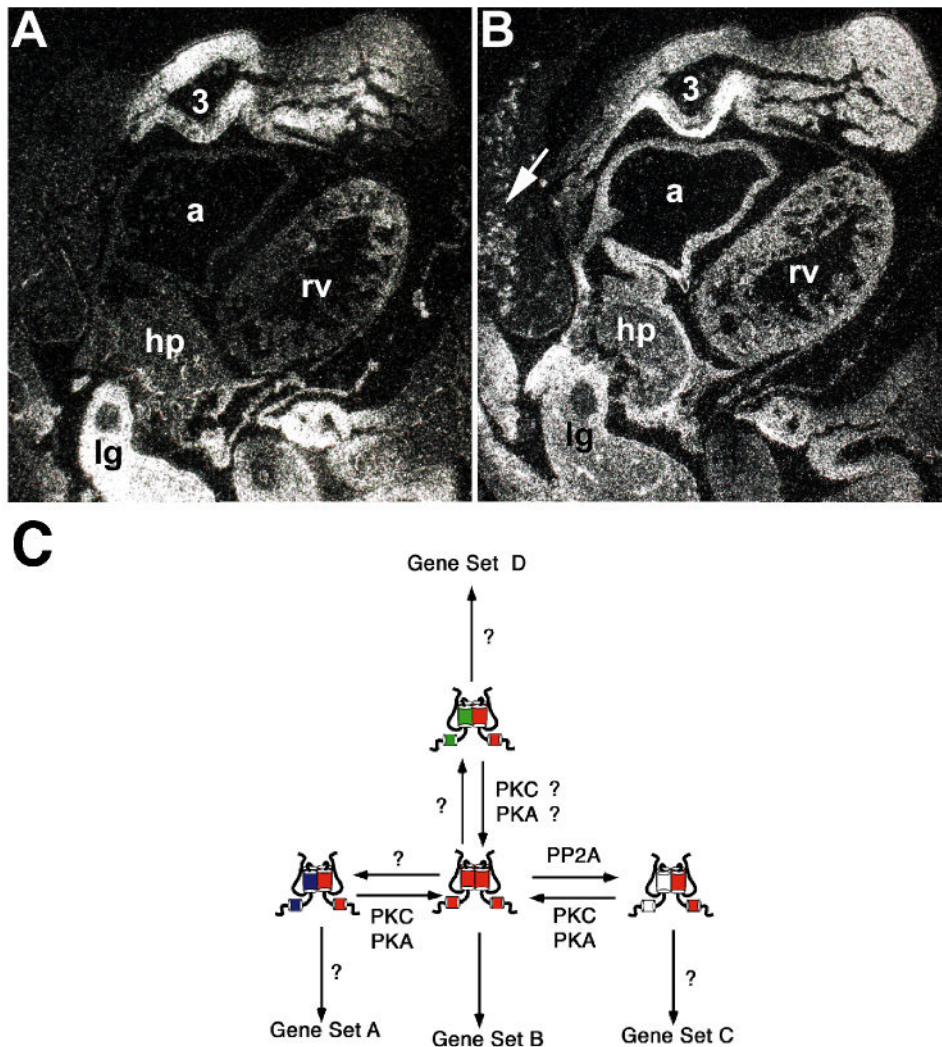 A
B
3
3
a
a
rv
rv
hp
hp
lg
lg
C
Gene Set D
?
?
PKC ?
PKA ?
?
PP2A
PKC
PKA
PKC
PKA
?
?
Gene Set A
Gene Set B
Gene Set C